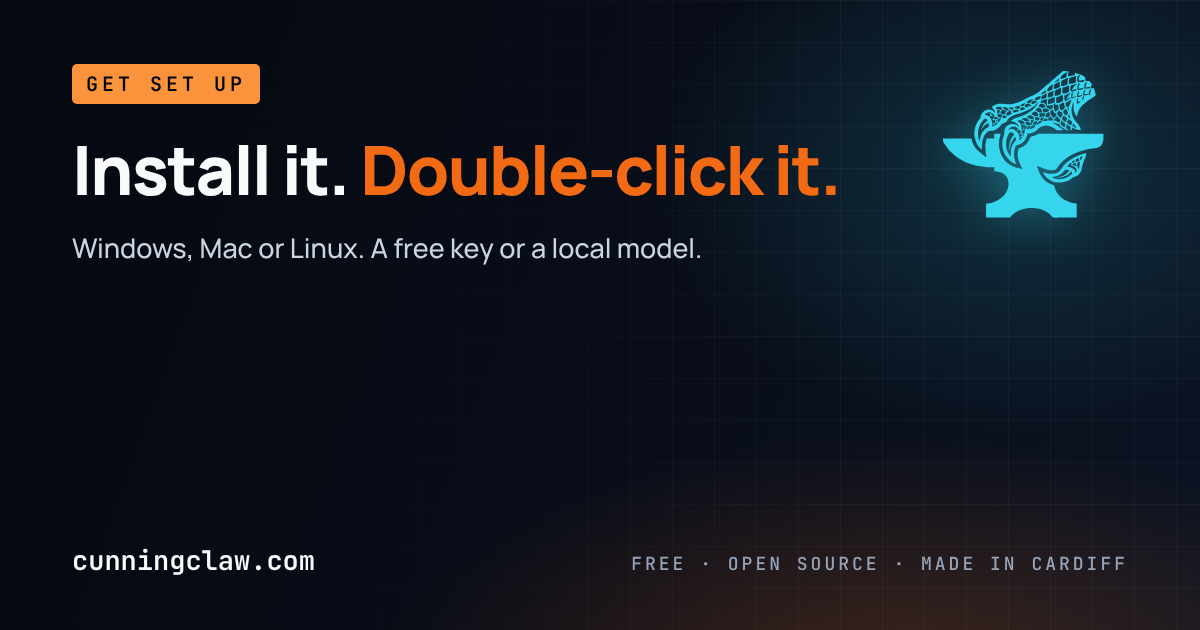 GET SET UP
Install it. Double-click it.
Windows, Mac or Linux. A free key or a local model.
cunningclaw.com
FREE · OPEN SOURCE · MADE IN CARDIFF